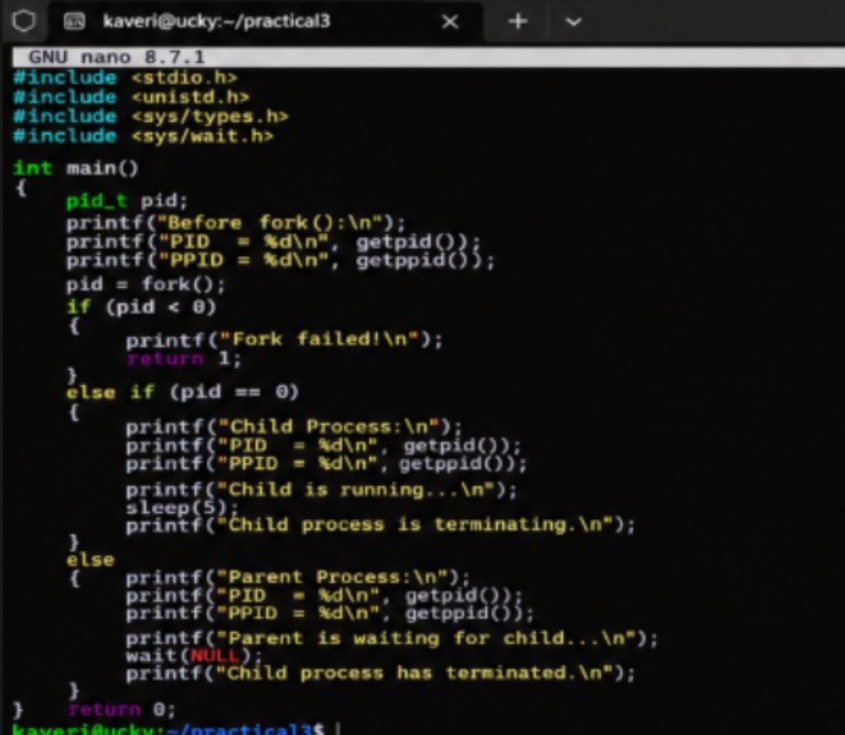 kaveri@ucky:~/practical3
GNU nano 8.7.1
#include <stdio.h>
#include <unistd.h>
#include <sys/types.h>
#include <sys/wait.h>
int main()
{
    pid_t pid;
    printf("Before fork():\n");
    printf("PID  = %d\n", getpid());
    printf("PPID = %d\n", getppid());
    pid = fork();
    if (pid < 0)
    {
        printf("Fork failed!\n");
        return 1;
    }
    else if (pid == 0)
    {
        printf("Child Process:\n");
        printf("PID  = %d\n", getpid());
        printf("PPID = %d\n", getppid());
        printf("Child is running...\n");
        sleep(5);
        printf("Child process is terminating.\n");
    }
    else
    {   printf("Parent Process:\n");
        printf("PID  = %d\n", getpid());
        printf("PPID = %d\n", getppid());
        printf("Parent is waiting for child...\n");
        wait(NULL);
        printf("Child process has terminated.\n");
    }
}   return 0;
kaveri@ucky:~/practical3$